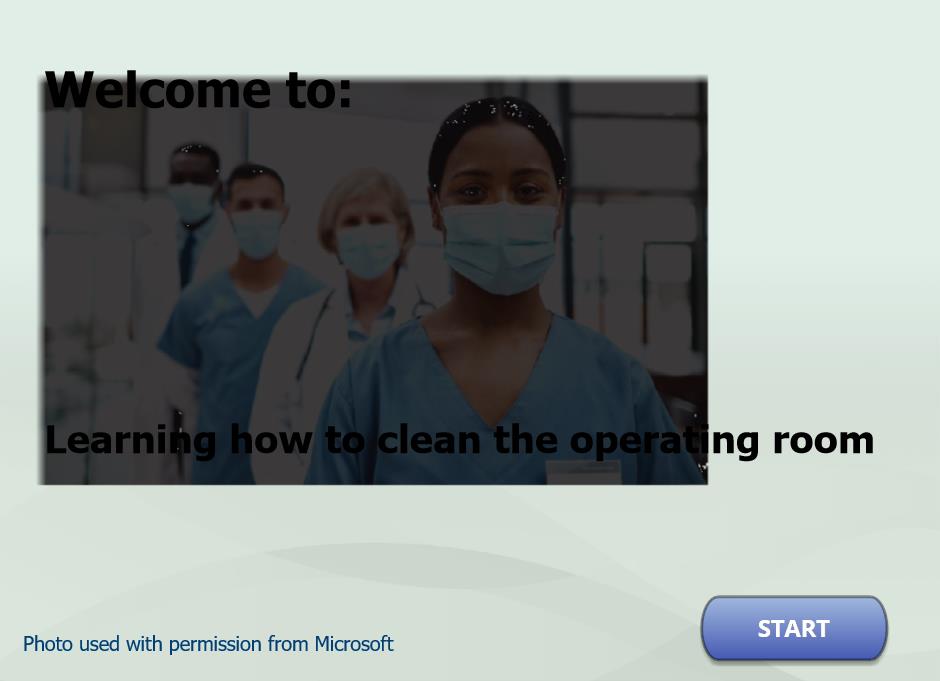 Welcome to:
Learning how to clean the operating room
START
Photo used with permission from Microsoft